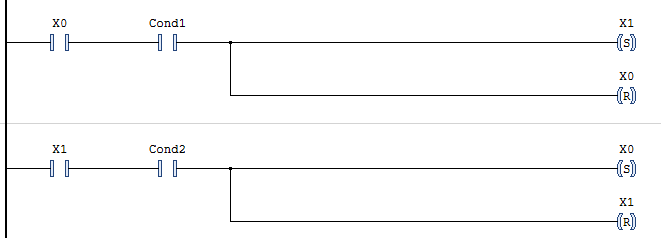 X0 Cond1 X1
S
X0
R
X1 Cond2 X0
S
X1
R